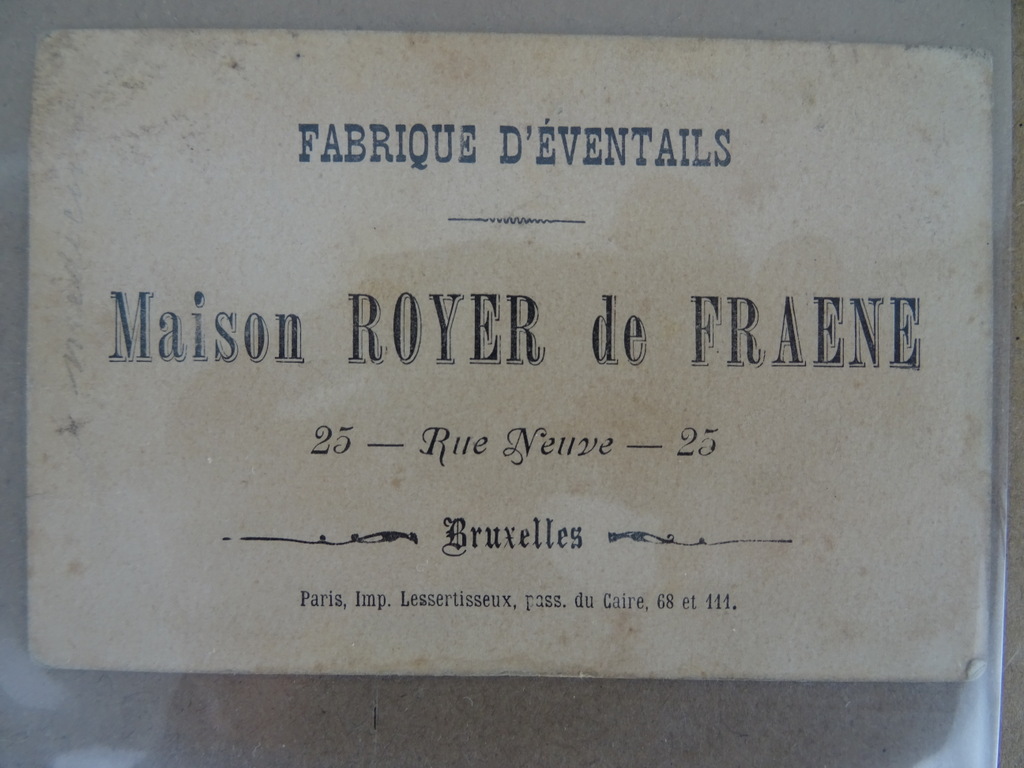 FABRIQUE D'ÉVENTAILS
Maison ROYER de FRAENE
25 — Rue Neuve — 25
Bruxelles
Paris, Imp. Lessertisseux, pass. du Caire, 68 et 111.